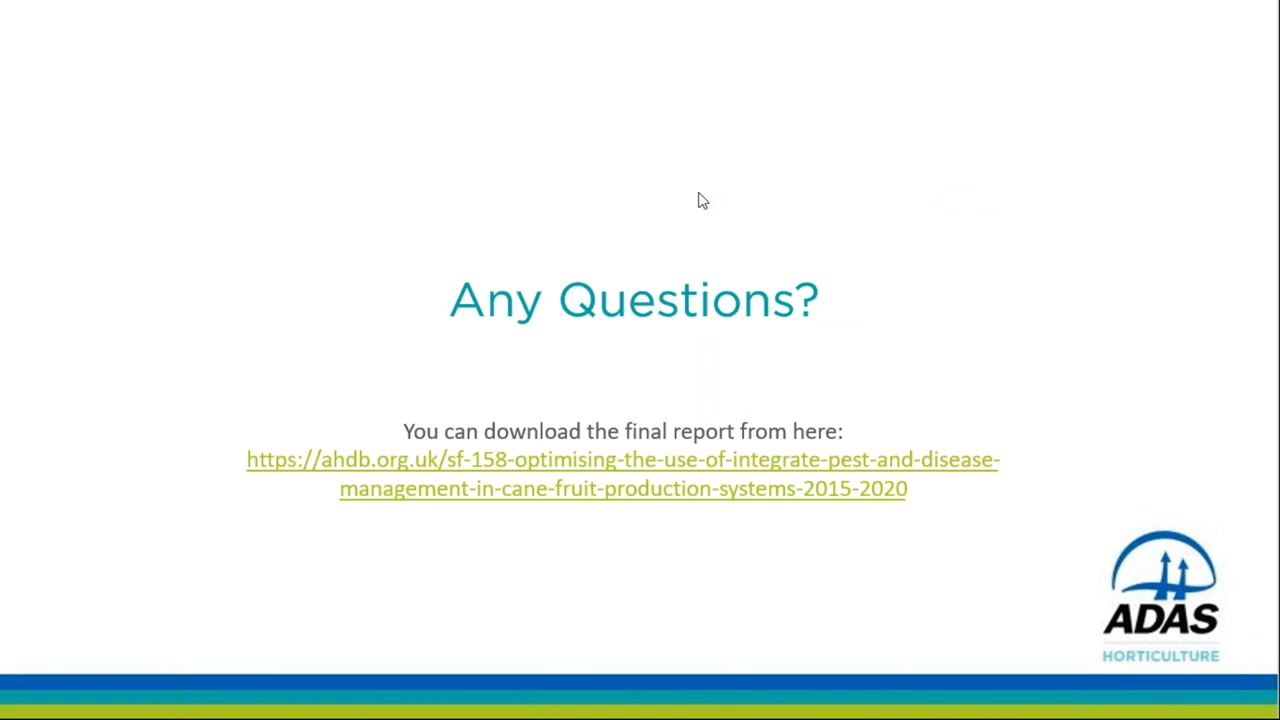 Any Questions?
You can download the final report from here:
https://ahdb.org.uk/sf-158-optimising-the-use-of-integrate-pest-and-disease-
management-in-cane-fruit-production-systems-2015-2020
ADAS
HORTICULTURE